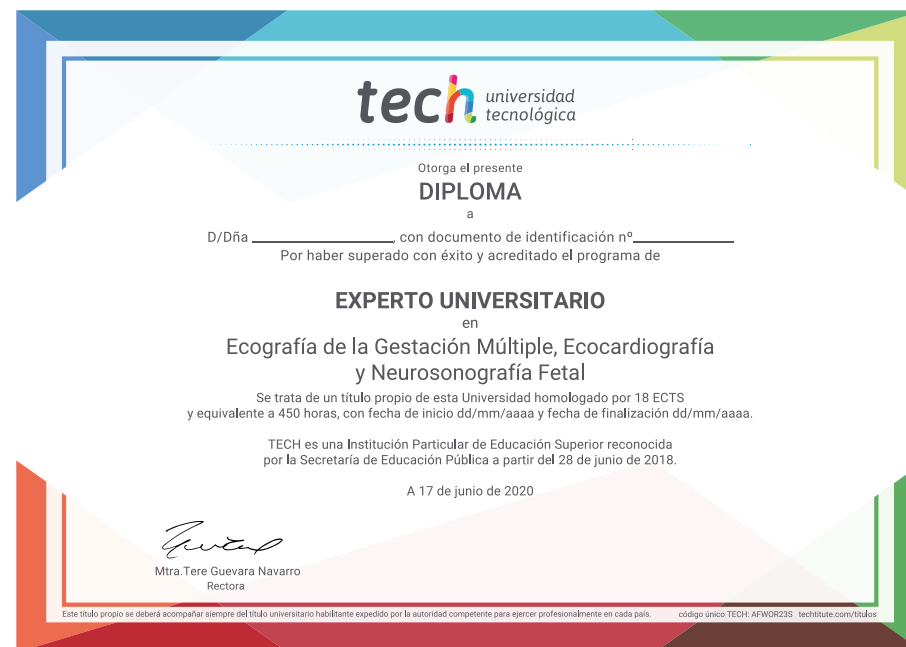 tech universidad
tecnológica
Otorga el presente
DIPLOMA
a
D/Dña ____________________, con documento de identificación nº______________
Por haber superado con éxito y acreditado el programa de
EXPERTO UNIVERSITARIO
en
Ecografía de la Gestación Múltiple, Ecocardiografía
y Neurosonografía Fetal
Se trata de un título propio de esta Universidad homologado por 18 ECTS
y equivalente a 450 horas, con fecha de inicio dd/mm/aaaa y fecha de finalización dd/mm/aaaa.
TECH es una Institución Particular de Educación Superior reconocida
por la Secretaría de Educación Pública a partir del 28 de junio de 2018.
A 17 de junio de 2020
Mtra.Tere Guevara Navarro
Rectora
Este título propio se deberá acompañar siempre del título universitario habilitante expedido por la autoridad competente para ejercer profesionalmente en cada país. código único TECH: AFWOR23S techtitute.com/titulos